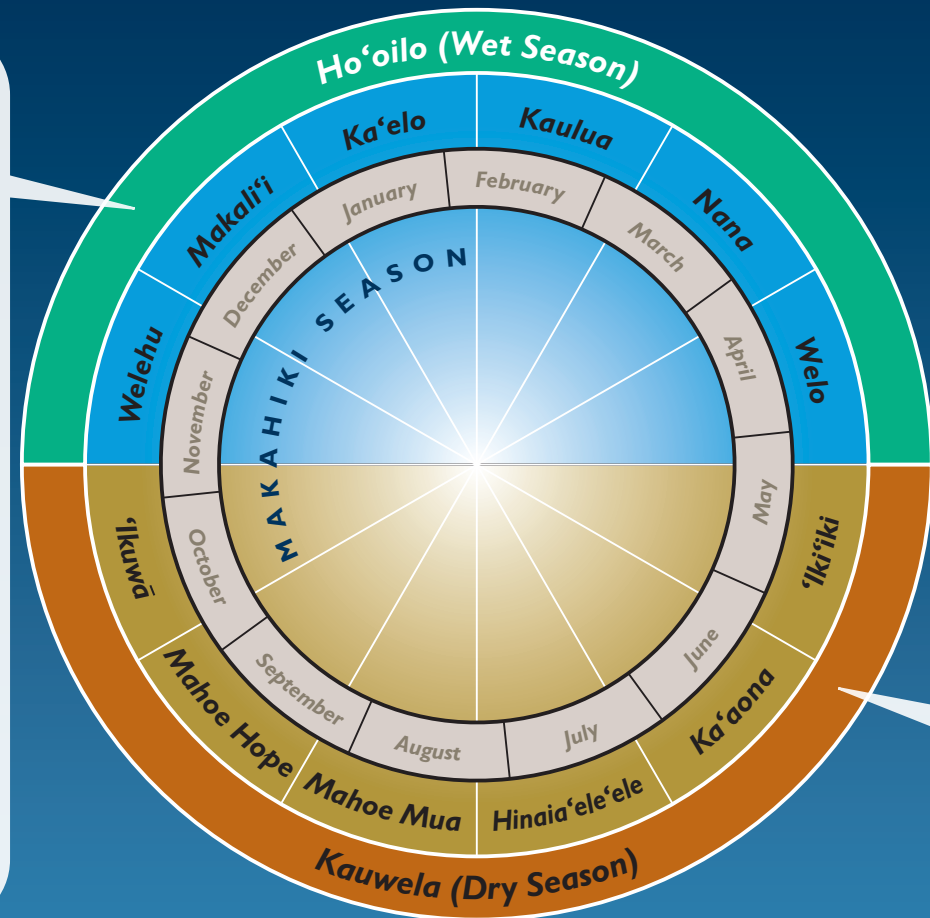 Hoʻoilo (Wet Season)
Kaʻelo
Kaulua
Makaliʻi
Nana
Welehu
Welo
January
February
December
March
November
April
MAKAHIKI SEASON
October
May
September
June
August
July
ʻIkuwā
ʻIkiʻiki
Mahoe Hope
Kaʻaona
Mahoe Mua
Hinaiaʻeleʻele
Kauwela (Dry Season)